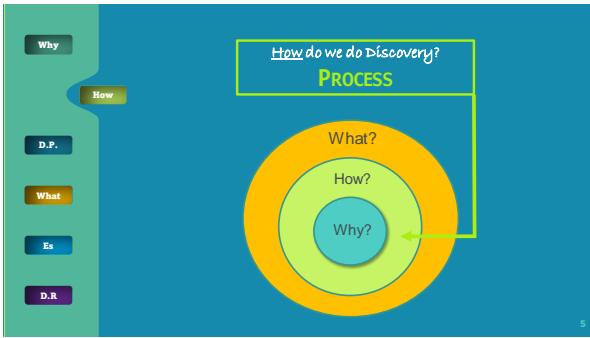 Why
How
D.P.
What
Es
D.R
How do we do Discovery?
PROCESS
What?
How?
Why?
5